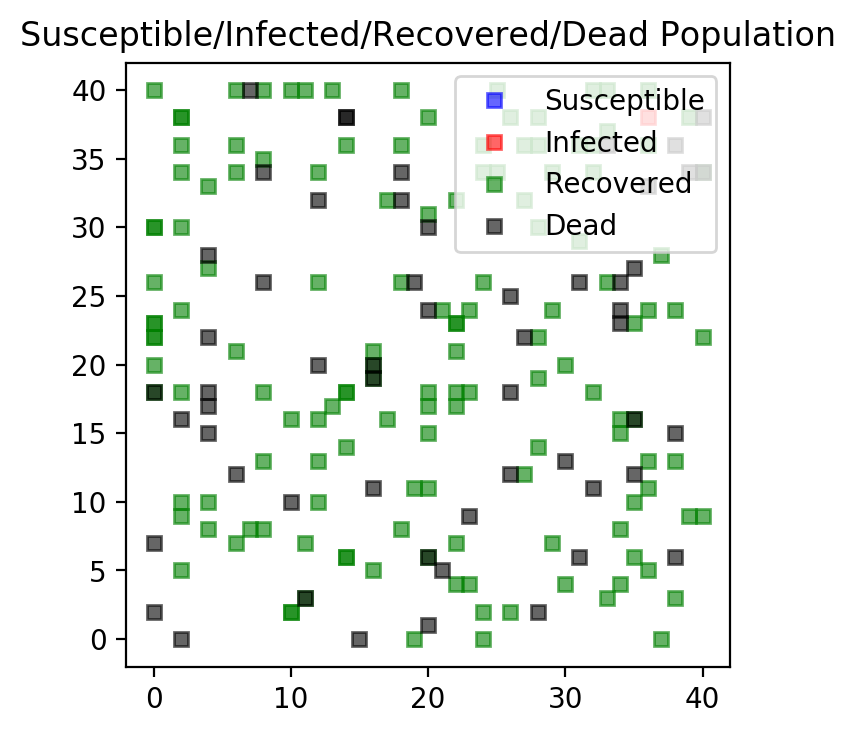 Susceptible/Infected/Recovered/Dead Population
Susceptible
Infected
Recovered
Dead
40
35
30
25
20
15
10
5
0
0 10 20 30 40